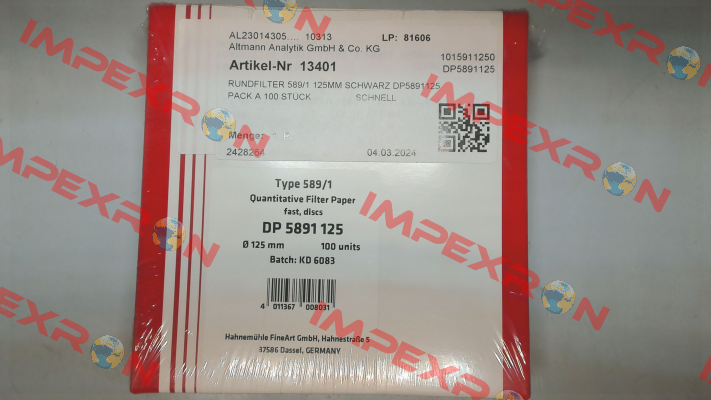 AL23014305.... 10313 LP: 81606
Altmann Analytik GmbH & Co. KG
1015911250
Artikel-Nr 13401 DP5891125
RUNDFILTER 589/1 125MM SCHWARZ DP5891125
PACK A 100 STÜCK SCHNELL
Menge:
2428264 04.03.2024
Type 589/1
Quantitative Filter Paper
fast, discs
DP 5891 125
Ø 125 mm 100 units
Batch: KD 6083
4 011367 008031
Hahnemühle FineArt GmbH, Hahnestraße 5
37586 Dassel, GERMANY
IMPEXRON
IMPEXRON
IMPEXRON
IMPEXRON